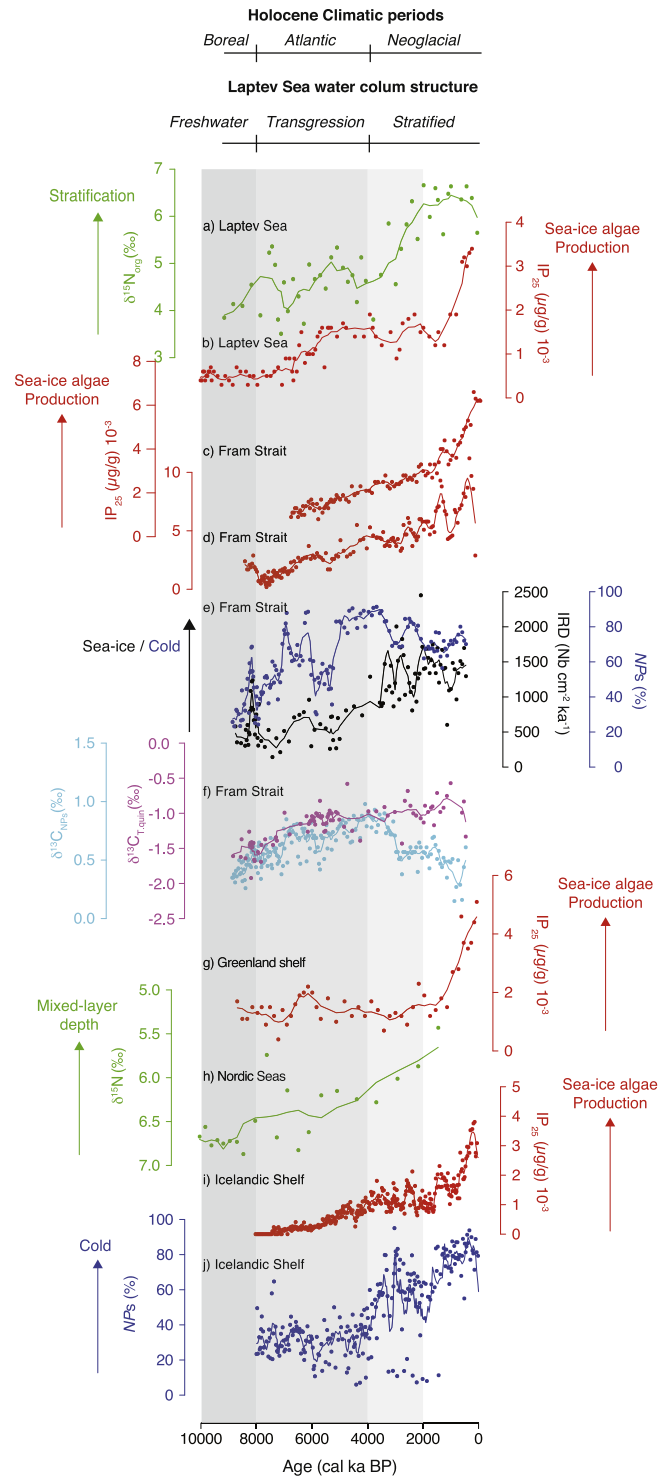 Holocene Climatic periods
Boreal Atlantic Neoglacial
Laptev Sea water colum structure
Freshwater Transgression Stratified
Stratification
δ15Norg(‰)
7
6
5
4
3
a) Laptev Sea
Sea-ice algae
Production
IP25 (µg/g) 10-3
4
3
2
1
0
b) Laptev Sea
Sea-ice algae
Production
IP25 (µg/g) 10-3
8
6
4
2
0
c) Fram Strait
10
5
0
d) Fram Strait
e) Fram Strait
Sea-ice / Cold
2500
2000
1500
1000
500
0
IRD (Nb cm-2 ka-1)
NPs (%)
100
80
60
40
20
0
δ13CNPs(‰)
1.5
1.0
0.5
0.0
δ13CT.quin(‰)
0.0
-0.5
-1.0
-1.5
-2.0
-2.5
f) Fram Strait
Sea-ice algae
Production
6
4
2
0
IP25 (µg/g) 10-3
g) Greenland shelf
Mixed-layer
depth
δ15N (‰)
5.0
5.5
6.0
6.5
7.0
h) Nordic Seas
Sea-ice algae
Production
5
4
3
2
1
0
IP25 (µg/g) 10-3
i) Icelandic Shelf
Cold
NPs (%)
100
80
60
40
20
0
j) Icelandic Shelf
10000 8000 6000 4000 2000 0
Age (cal ka BP)